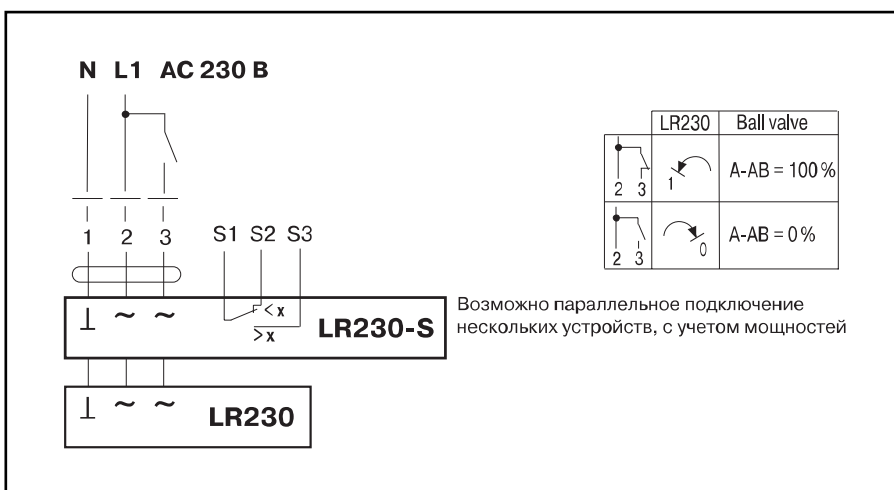 N L1 AC 230 В
LR230 Ball valve
2 3 1 A-AB = 100 %
2 3 0 A-AB = 0 %
1 2 3 S1 S2 S3
⊥ ~ ~ < x
> x LR230-S
Возможно параллельное подключение
нескольких устройств, с учетом мощностей
⊥ ~ ~ LR230